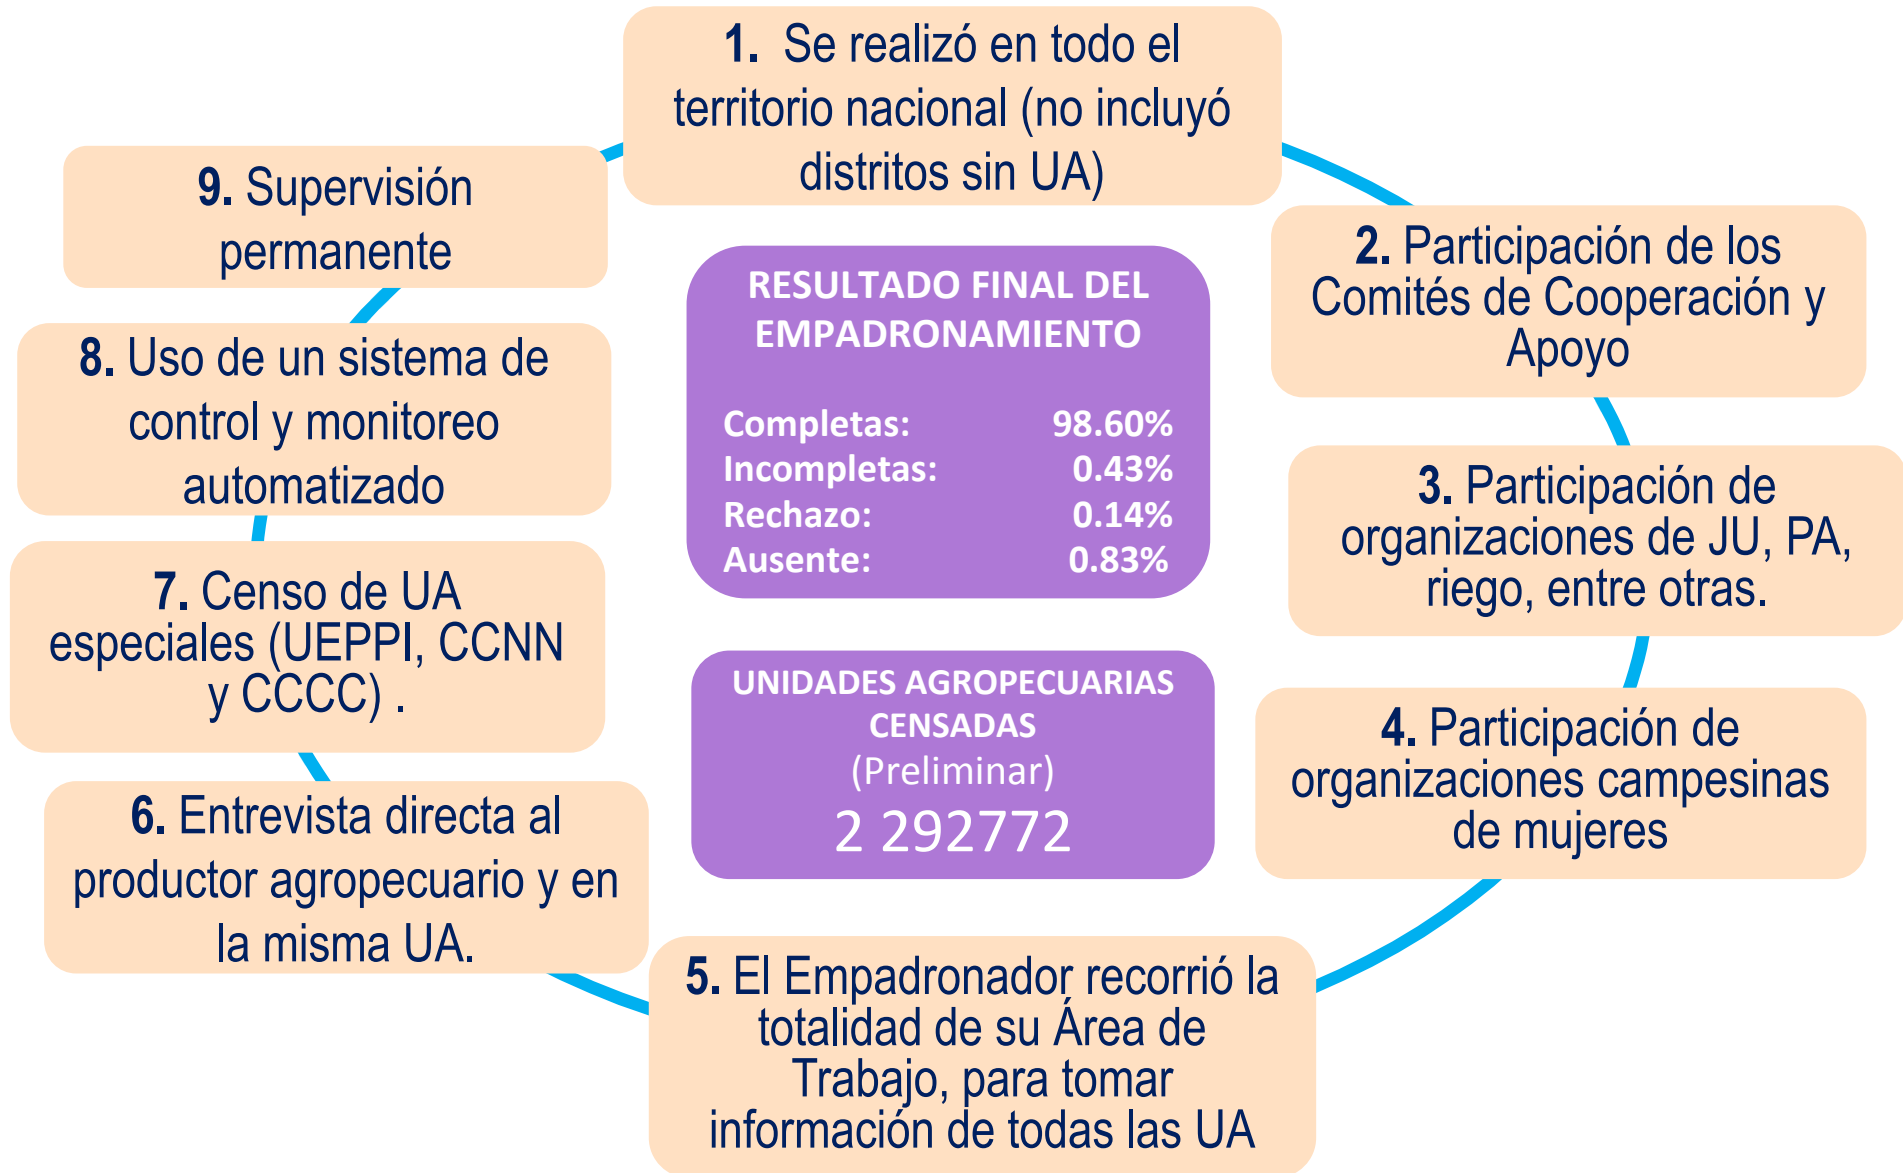 1. Se realizó en todo el
territorio nacional (no incluyó
distritos sin UA)
2. Participación de los
Comités de Cooperación y
Apoyo
3. Participación de
organizaciones de JU, PA,
riego, entre otras.
4. Participación de
organizaciones campesinas
de mujeres
5. El Empadronador recorrió la
totalidad de su Área de
Trabajo, para tomar
información de todas las UA
6. Entrevista directa al
productor agropecuario y en
la misma UA.
7. Censo de UA
especiales (UEPPI, CCNN
y CCCC) .
8. Uso de un sistema de
control y monitoreo
automatizado
9. Supervisión
permanente
RESULTADO FINAL DEL
EMPADRONAMIENTO
Completas: 98.60%
Incompletas: 0.43%
Rechazo: 0.14%
Ausente: 0.83%
UNIDADES AGROPECUARIAS
CENSADAS
(Preliminar)
2 292772